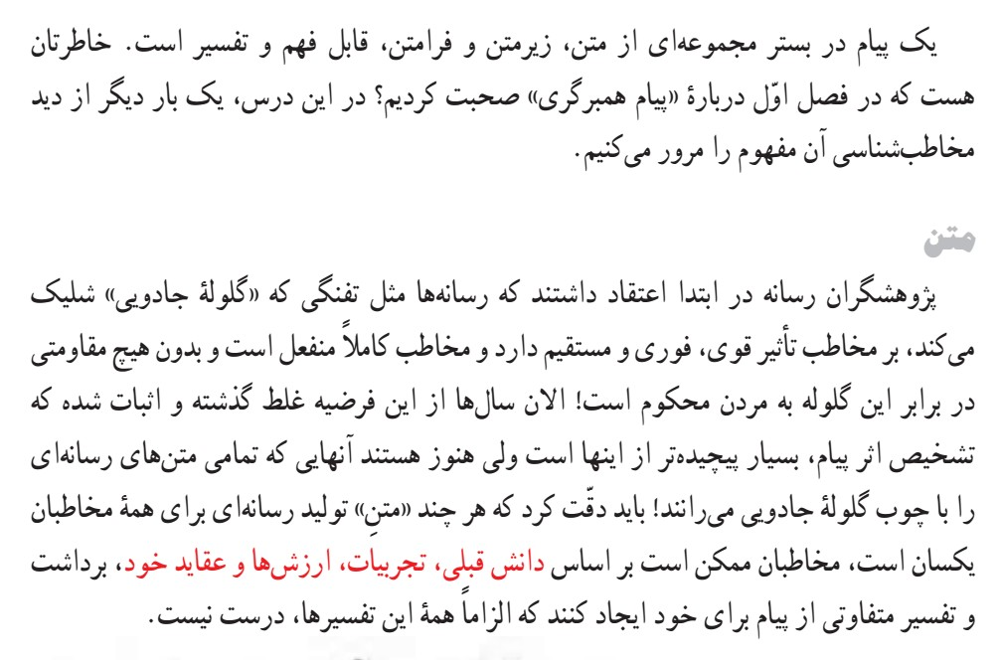 یک پیام در بستر مجموعه‌ای از متن، زیرمتن و فرامتن، قابل فهم و تفسیر است. خاطرتان
هست که در فصل اوّل دربارهٔ «پیام همبرگری» صحبت کردیم؟ در این درس، یک بار دیگر از دید
مخاطب‌شناسی آن مفهوم را مرور می‌کنیم.
متن
پژوهشگران رسانه در ابتدا اعتقاد داشتند که رسانه‌ها مثل تفنگی که «گلولهٔ جادویی» شلیک
می‌کند، بر مخاطب تأثیر قوی، فوری و مستقیم دارد و مخاطب کاملاً منفعل است و بدون هیچ مقاومتی
در برابر این گلوله به مردن محکوم است! الان سال‌ها از این فرضیه غلط گذشته و اثبات شده که
تشخیص اثر پیام، بسیار پیچیده‌تر از اینها است ولی هنوز هستند آنهایی که تمامی متن‌های رسانه‌ای
را با چوب گلولهٔ جادویی می‌رانند! باید دقّت کرد که هر چند «متنِ» تولید رسانه‌ای برای همهٔ مخاطبان
یکسان است، مخاطبان ممکن است بر اساس دانش قبلی، تجربیات، ارزش‌ها و عقاید خود، برداشت
و تفسیر متفاوتی از پیام برای خود ایجاد کنند که الزاماً همهٔ این تفسیرها، درست نیست.